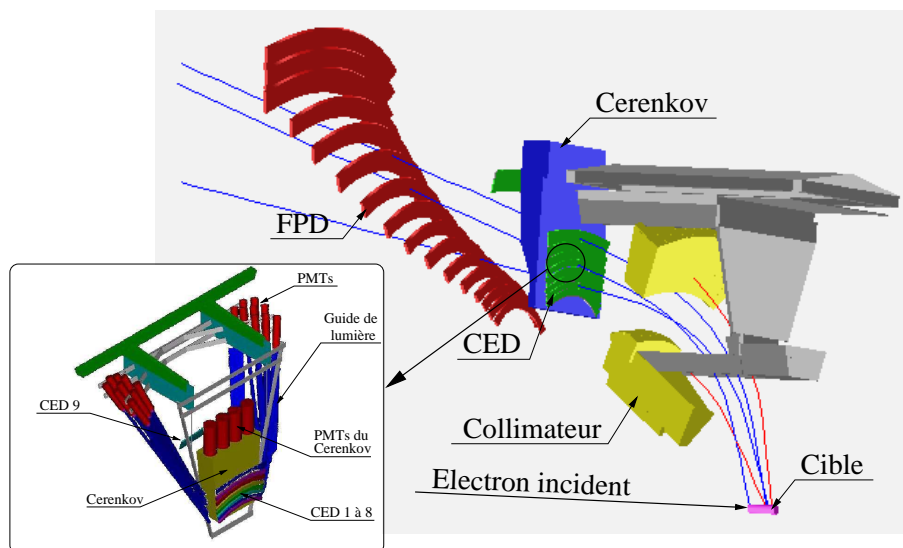 Cerenkov
FPD
CED
Collimateur
Electron incident
Cible
PMTs
Guide de
lumière
CED 9
PMTs du
Cerenkov
Cerenkov
CED 1 à 8